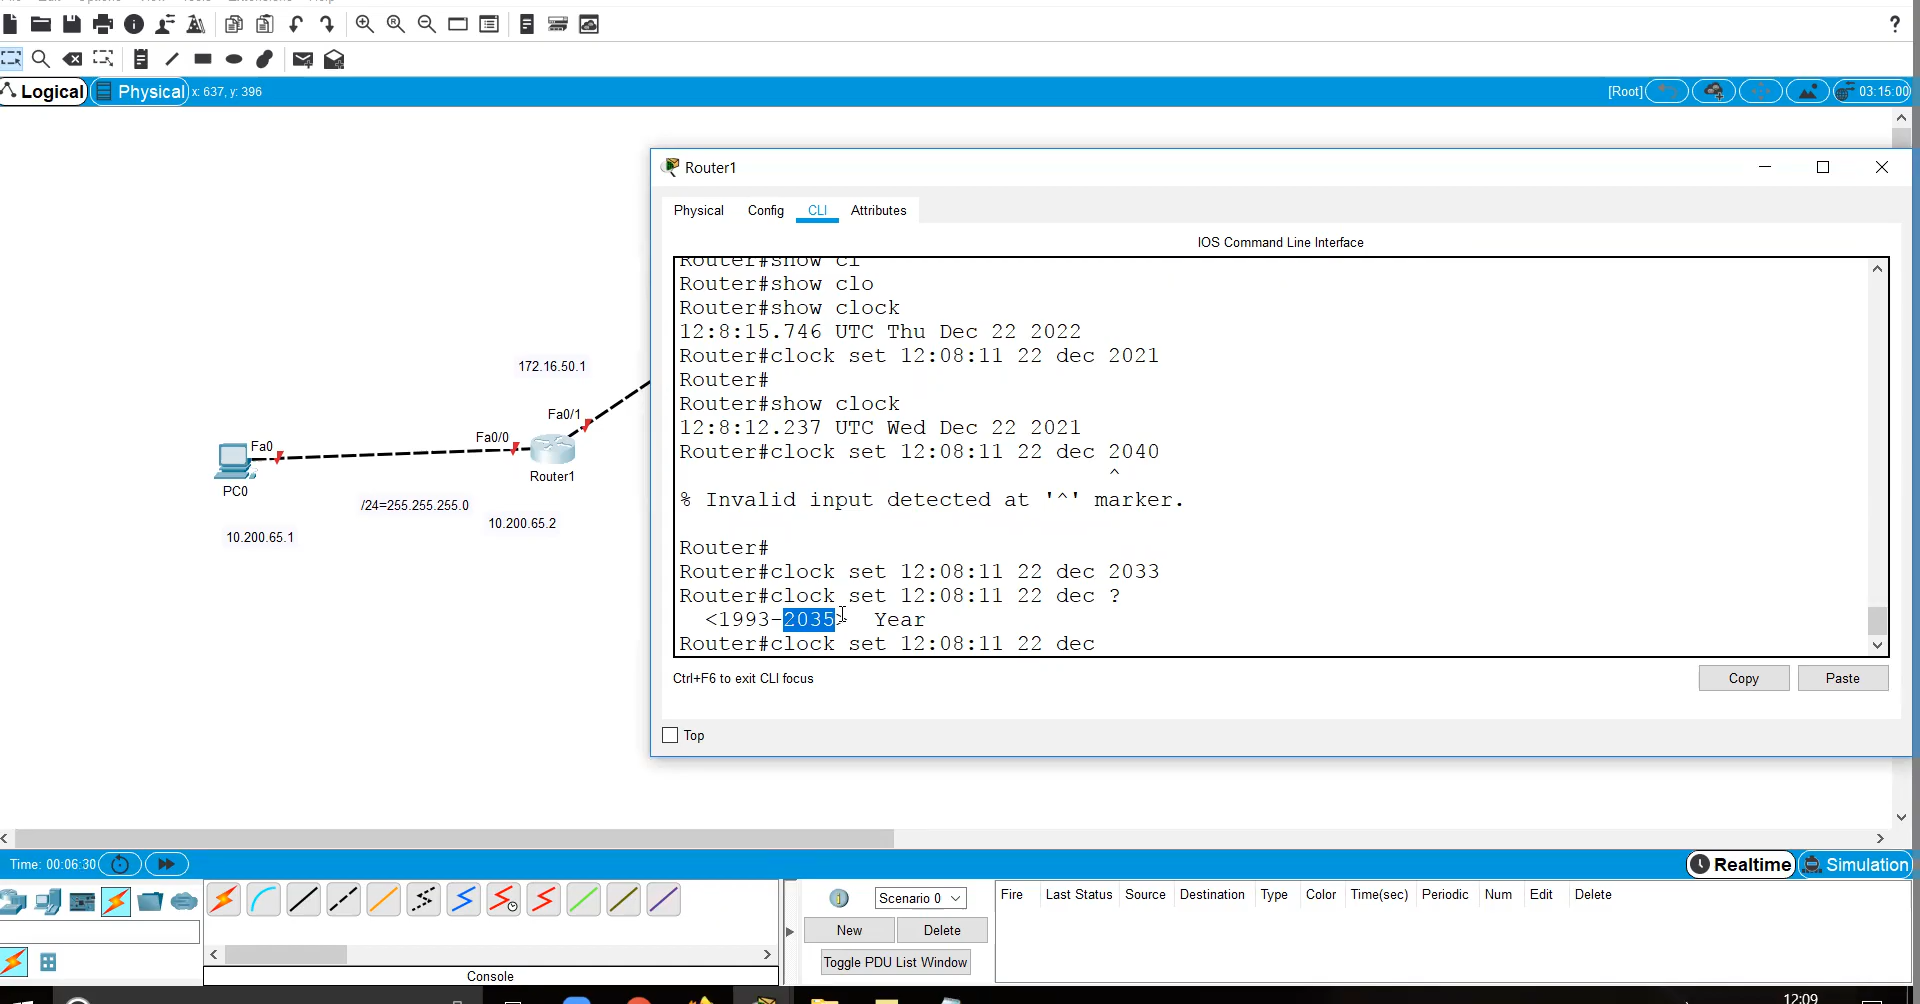 Logical
Physical
x: 637, y: 396
[Root]
03:15:00
Router1
Physical
Config
CLI
Attributes
IOS Command Line Interface
Router#show cl
Router#show clo
Router#show clock
12:8:15.746 UTC Thu Dec 22 2022
Router#clock set 12:08:11 22 dec 2021
Router#
Router#show clock
12:8:12.237 UTC Wed Dec 22 2021
Router#clock set 12:08:11 22 dec 2040
^
% Invalid input detected at '^' marker.
Router#
Router#clock set 12:08:11 22 dec 2033
Router#clock set 12:08:11 22 dec ?
<1993-2035> Year
Router#clock set 12:08:11 22 dec
Ctrl+F6 to exit CLI focus
Copy
Paste
Top
172.16.50.1
Fa0/1
Fa0
Fa0/0
PC0
Router1
/24=255.255.255.0
10.200.65.2
10.200.65.1
Time: 00:06:30
Realtime
Simulation
Scenario 0
New
Delete
Toggle PDU List Window
Fire
Last Status
Source
Destination
Type
Color
Time(sec)
Periodic
Num
Edit
Delete
Console
12:09